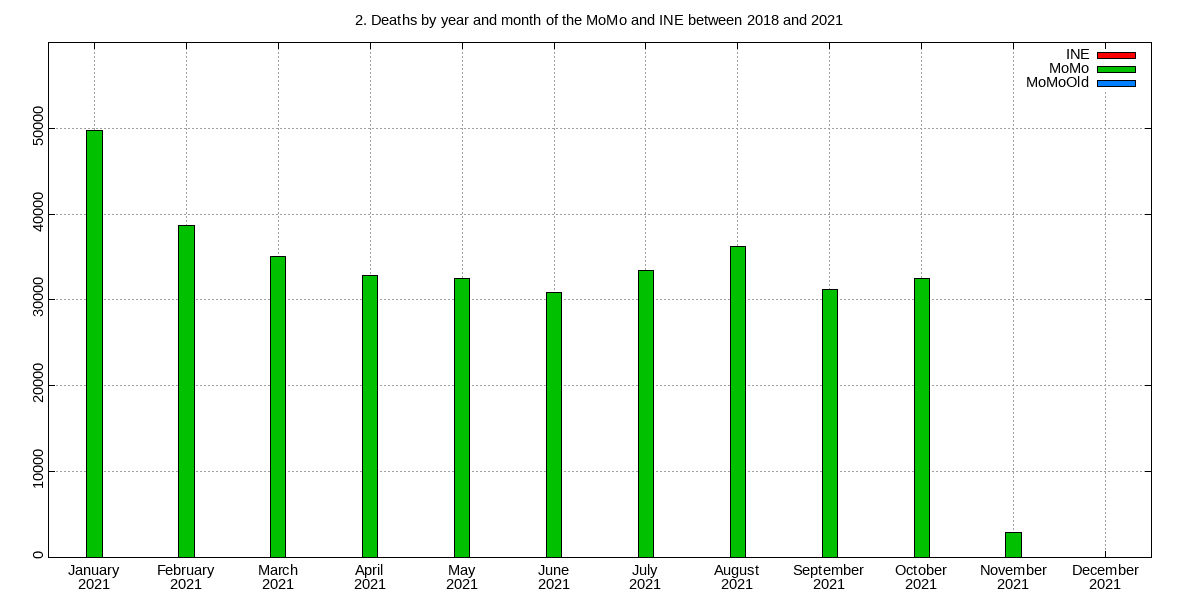 2. Deaths by year and month of the MoMo and INE between 2018 and 2021
INE
MoMo
MoMoOld
50000
40000
30000
20000
10000
0
January February March April May June July August September October November December
2021 2021 2021 2021 2021 2021 2021 2021 2021 2021 2021 2021